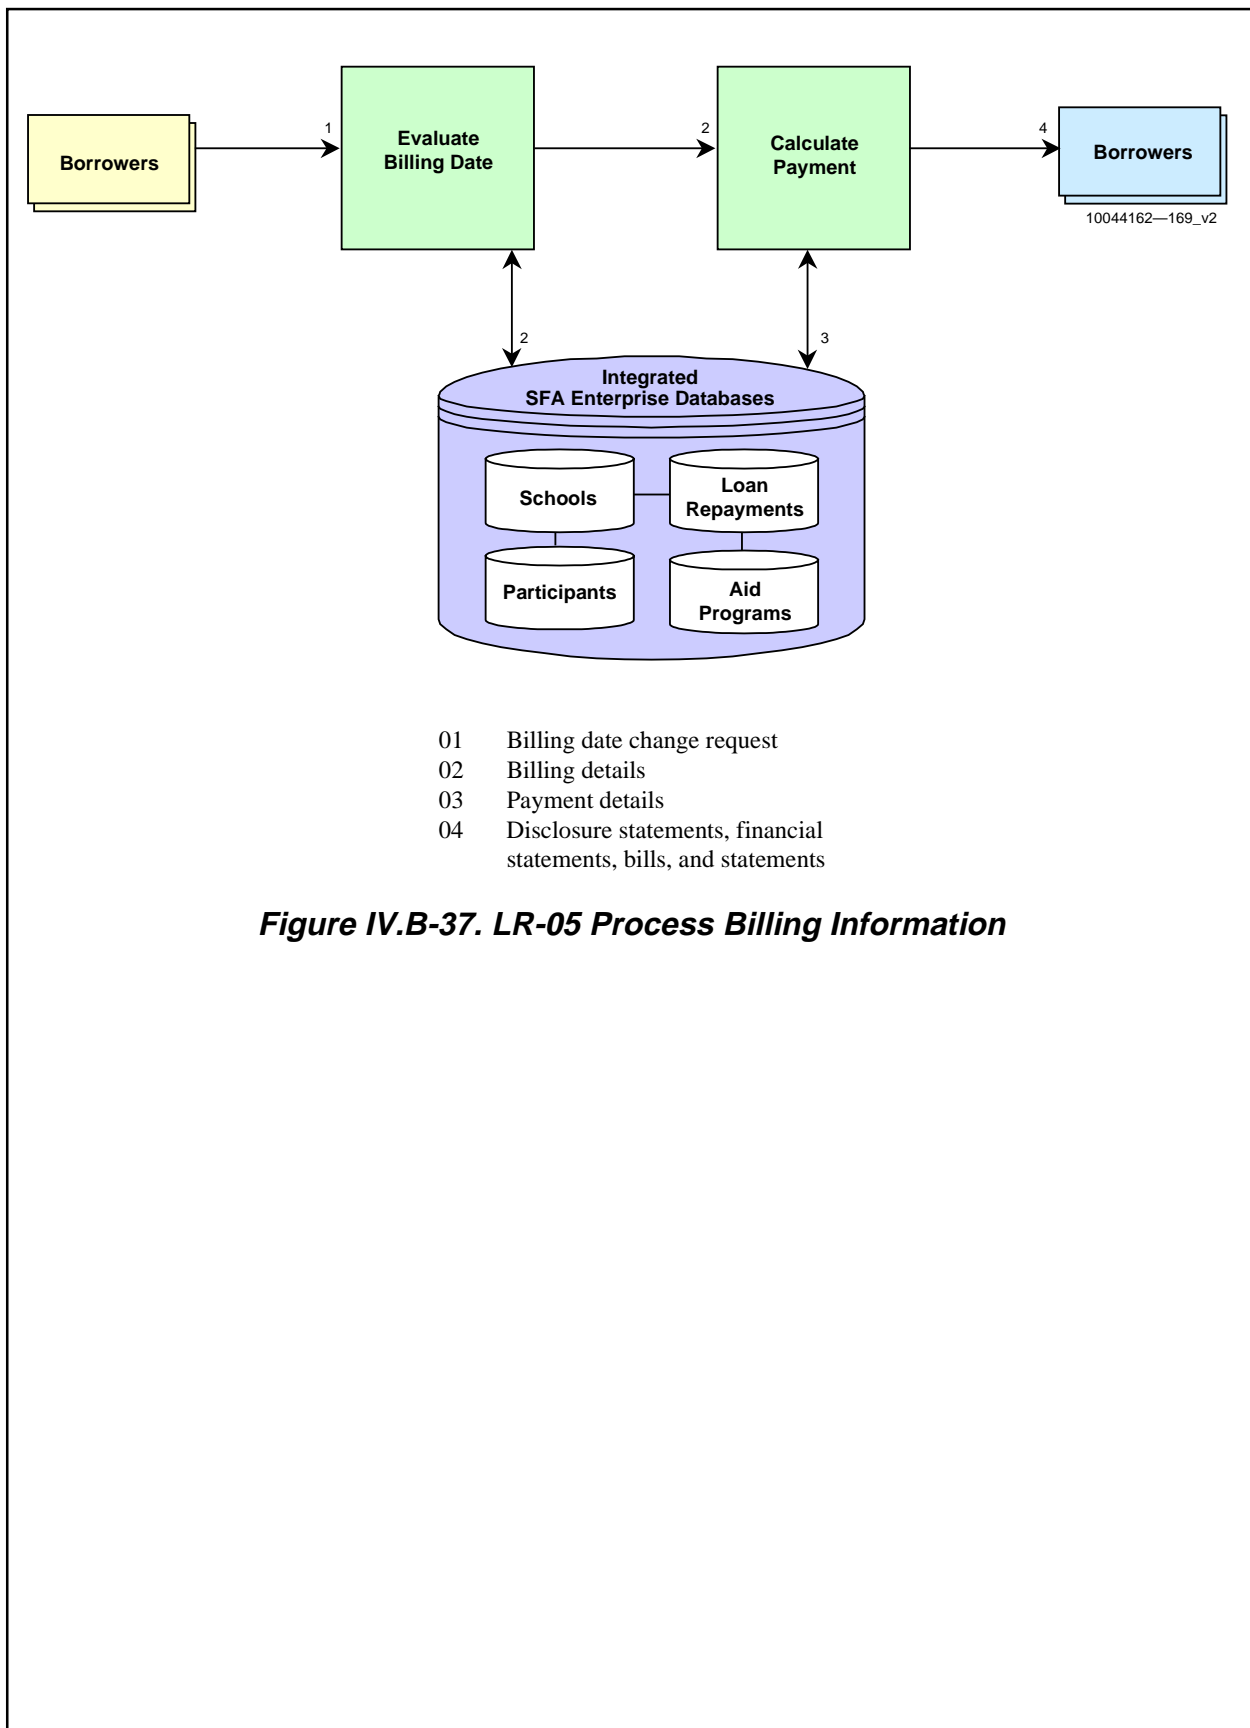 Borrowers
1
Evaluate
Billing Date
2
Calculate
Payment
4
Borrowers
10044162—169_v2
2
3
Integrated
SFA Enterprise Databases
Schools
Loan
Repayments
Participants
Aid
Programs
01 Billing date change request
02 Billing details
03 Payment details
04 Disclosure statements, financial
statements, bills, and statements
Figure IV.B-37. LR-05 Process Billing Information